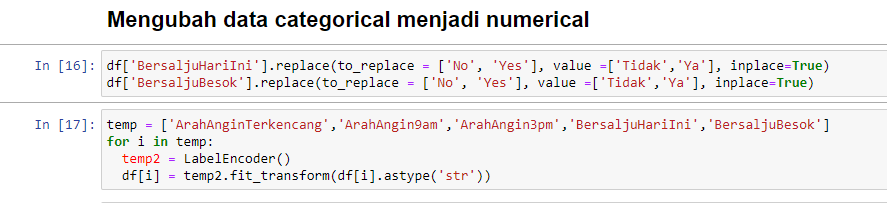 Mengubah data categorical menjadi numerical
In [16]: df['BersaljuHariIni'].replace(to_replace = ['No', 'Yes'], value =['Tidak','Ya'], inplace=True)
df['BersaljuBesok'].replace(to_replace = ['No', 'Yes'], value =['Tidak','Ya'], inplace=True)
In [17]: temp = ['ArahAnginTerkencang','ArahAngin9am','ArahAngin3pm','BersaljuHariIni','BersaljuBesok']
for i in temp:
  temp2 = LabelEncoder()
  df[i] = temp2.fit_transform(df[i].astype('str'))